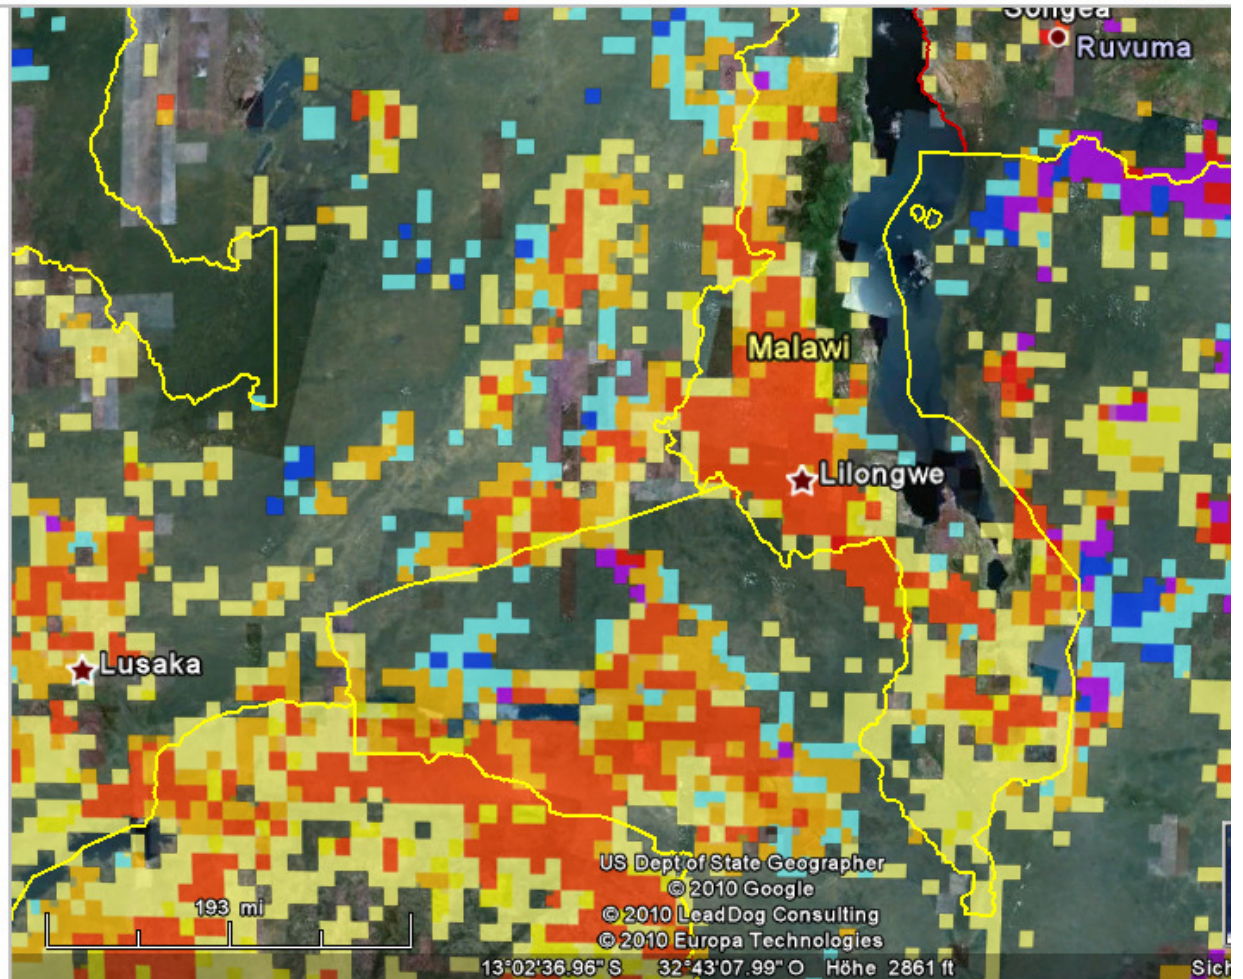 Songea
Ruvuma
Malawi
Lilongwe
Lusaka
US Dept of State Geographer
© 2010 Google
193 mi
© 2010 LeadDog Consulting
© 2010 Europa Technologies
13°02'36.96" S 32°43'07.99" O Höhe 2861 ft Sich